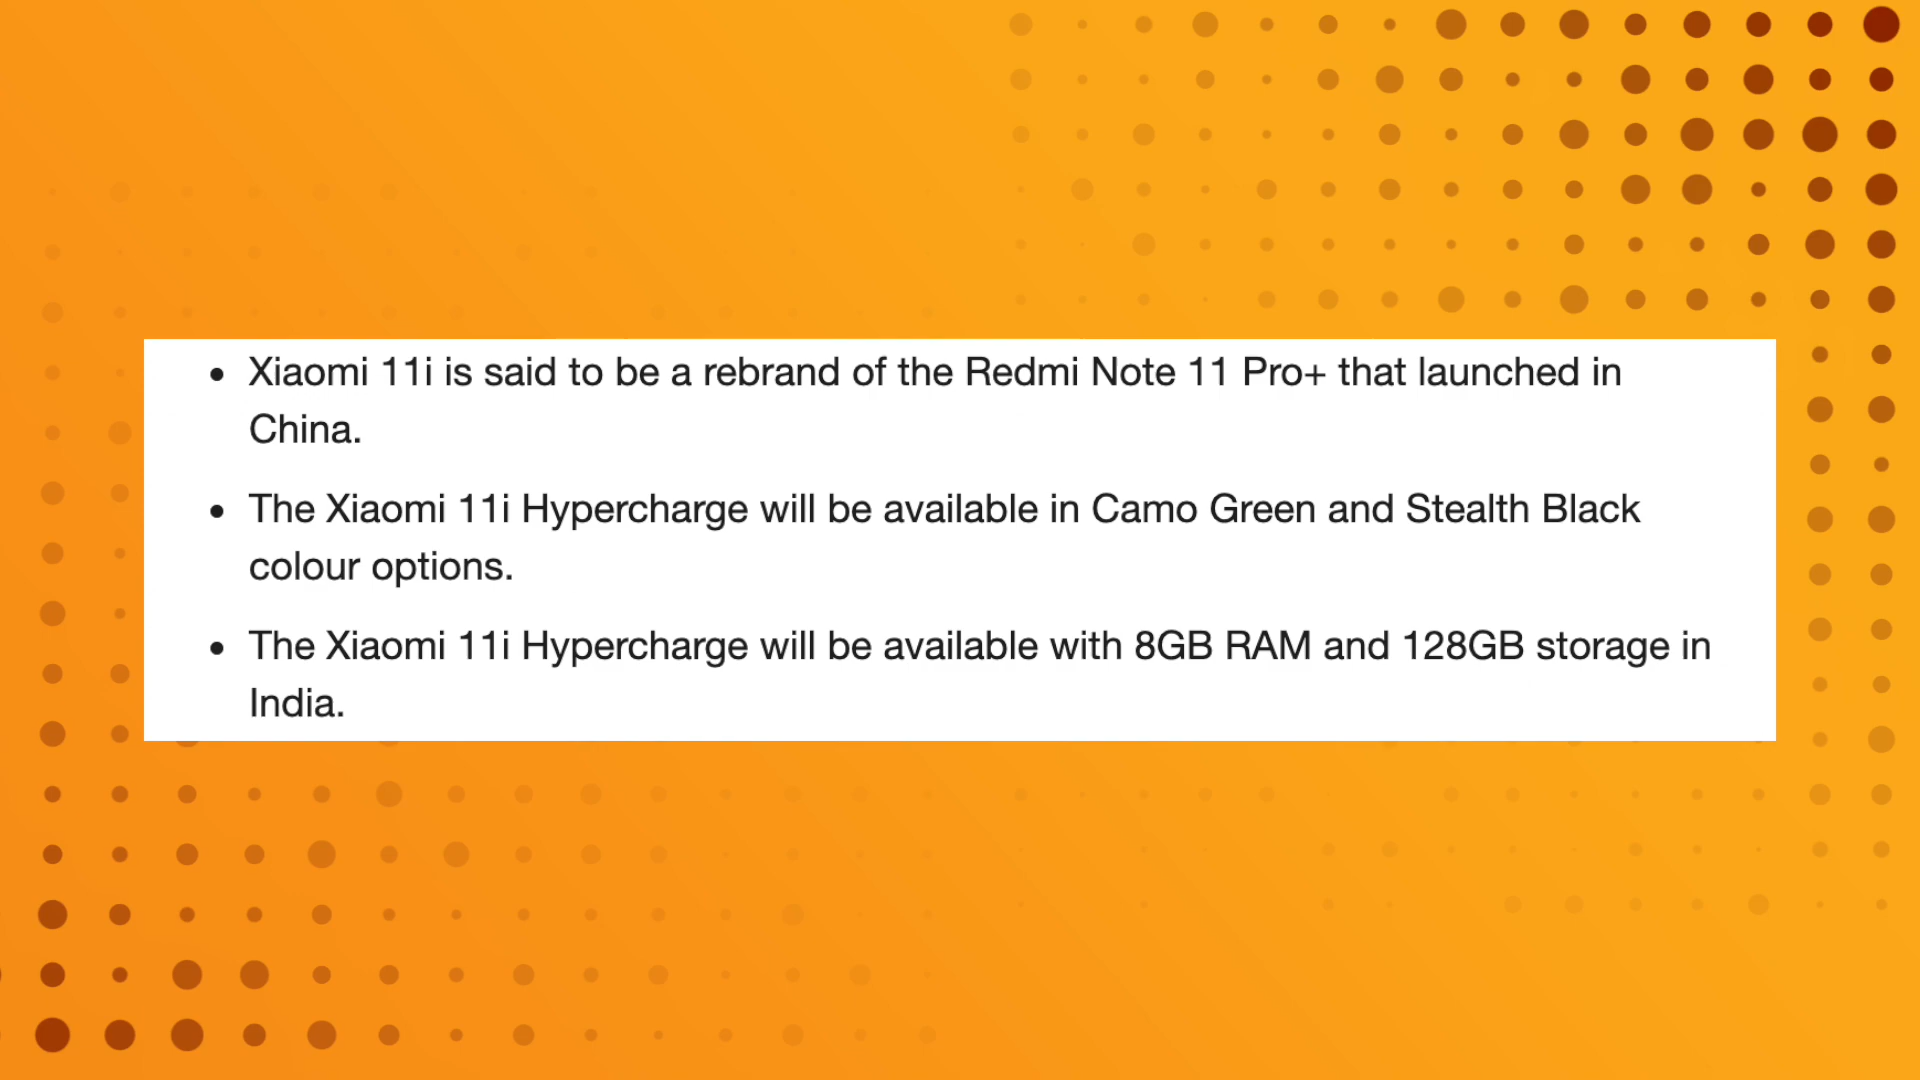 • Xiaomi 11i is said to be a rebrand of the Redmi Note 11 Pro+ that launched in
China.
• The Xiaomi 11i Hypercharge will be available in Camo Green and Stealth Black
colour options.
• The Xiaomi 11i Hypercharge will be available with 8GB RAM and 128GB storage in
India.